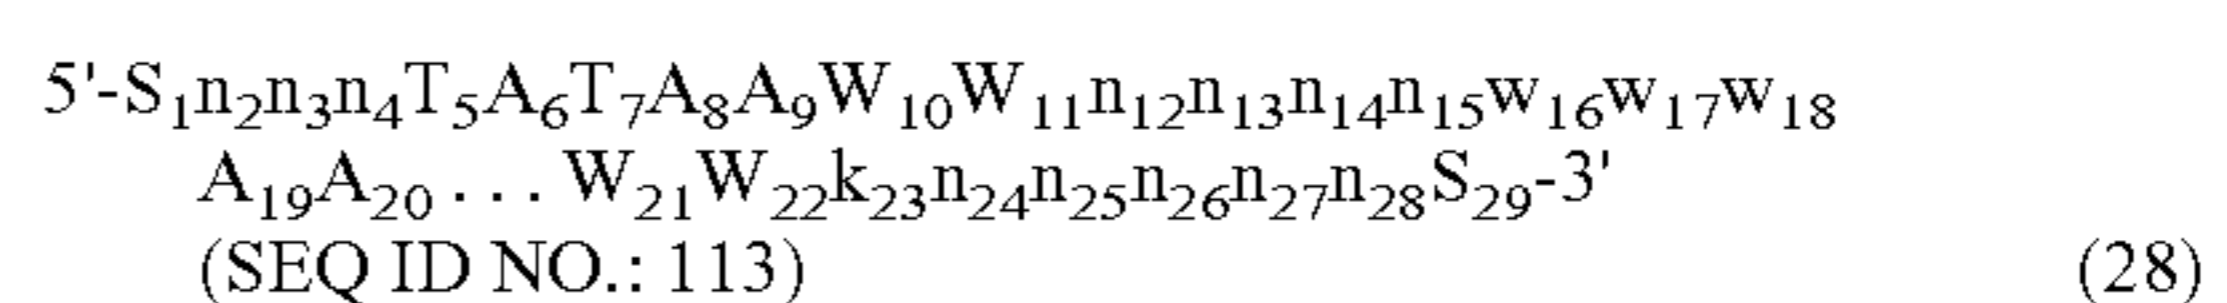 5'-S₁n₂n₃n₄T₅A₆T₇A₈A₉W₁₀W₁₁n₁₂n₁₃n₁₄n₁₅w₁₆w₁₇w₁₈
A₁₉A₂₀ . . . W₂₁W₂₂k₂₃n₂₄n₂₅n₂₆n₂₇n₂₈S₂₉-3'
(SEQ ID NO.: 113) (28)